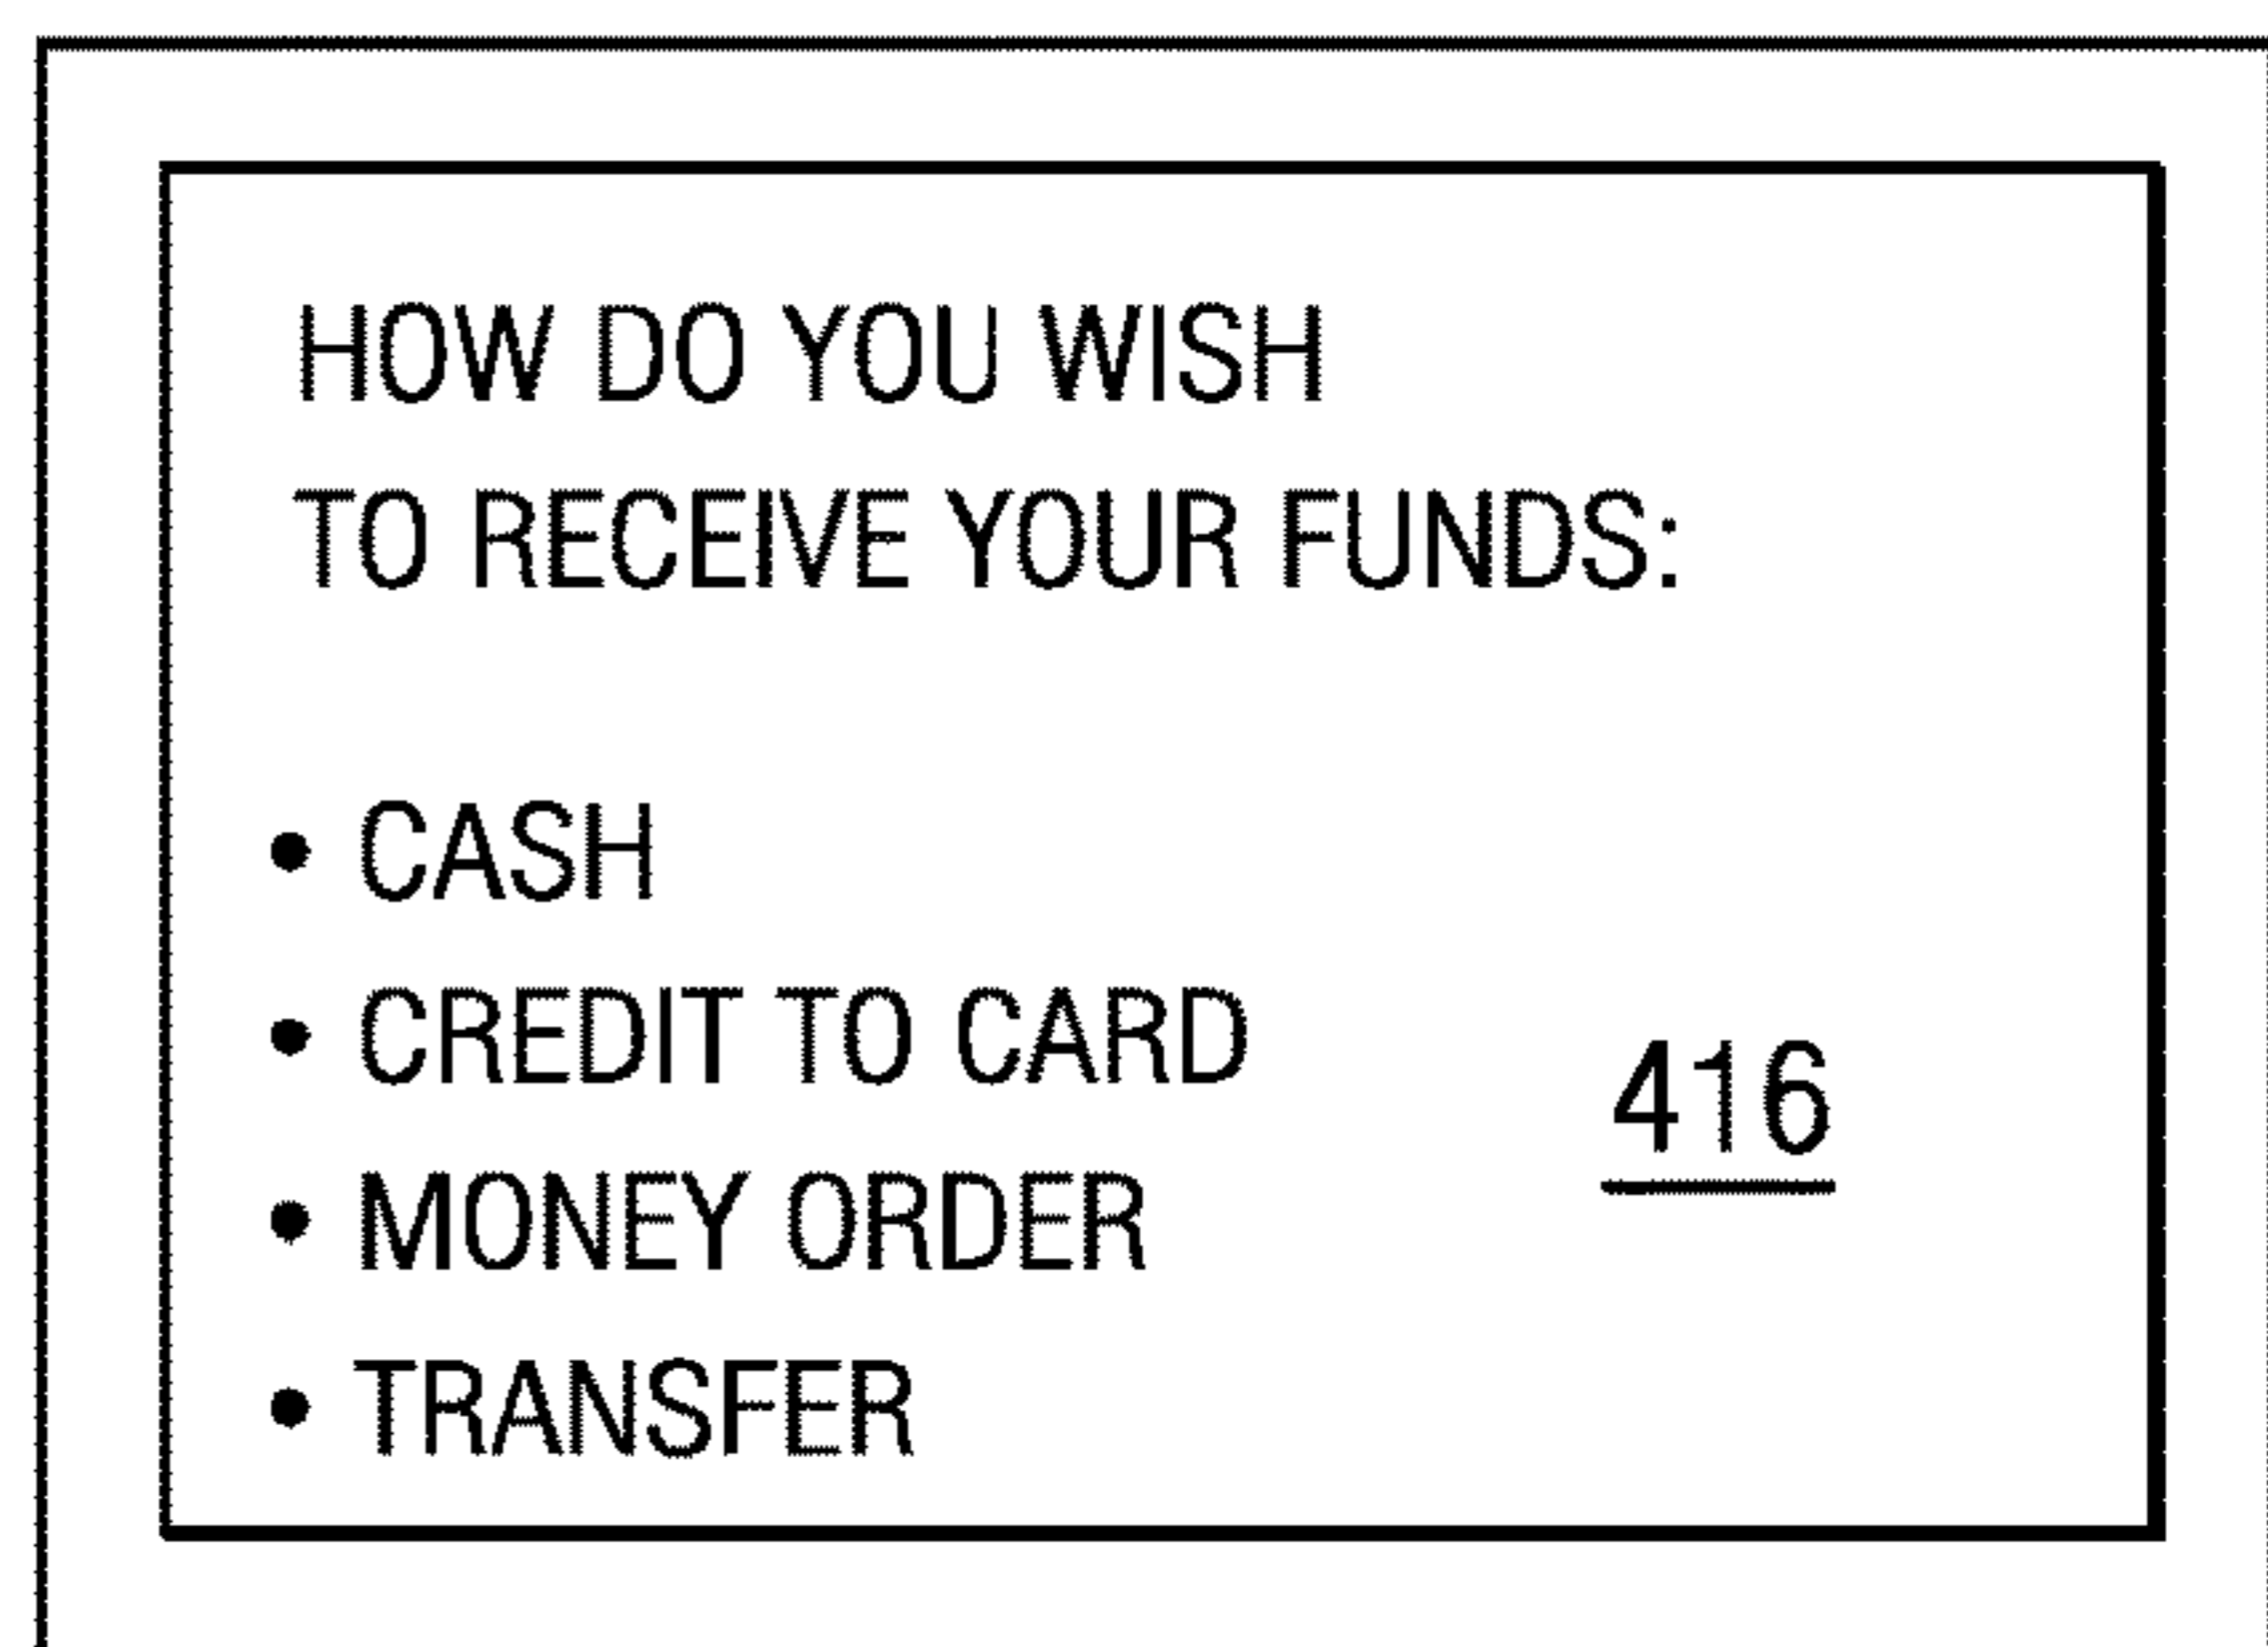 HOW DO YOU WISH
TO RECEIVE YOUR FUNDS:
• CASH
• CREDIT TO CARD
• MONEY ORDER
• TRANSFER
416